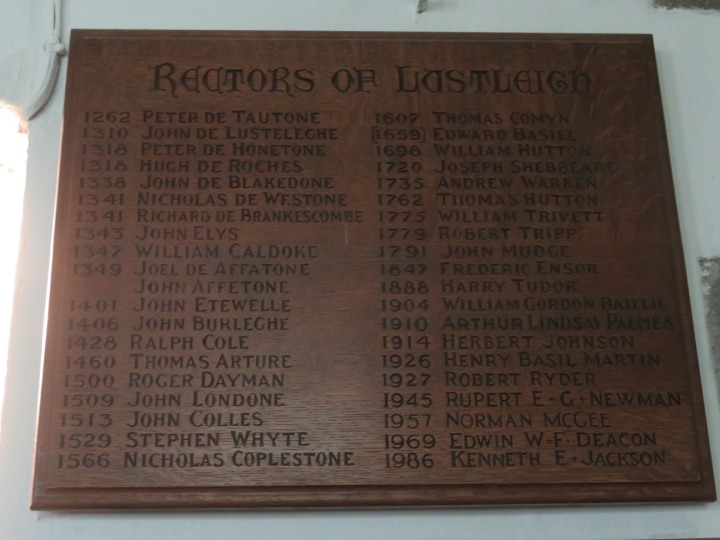 RECTORS OF LUSTLEIGH
1262 PETER DE TAUTONE
1310 JOHN DE LUSTELEGHE
1318 PETER DE HONETONE
1318 HUGH DE ROCHES
1338 JOHN DE BLAKEDONE
1341 NICHOLAS DE WESTONE
1341 RICHARD DE BRANKESCOMBE
1343 JOHN ELYS
1347 WILLIAM CALDOKE
1349 JOEL DE AFFATONE
JOHN AFFETONE
1401 JOHN ETEWELLE
1406 JOHN BURLEGHE
1428 RALPH COLE
1460 THOMAS ARTURE
1500 ROGER DAYMAN
1509 JOHN LONDONE
1513 JOHN COLLES
1529 STEPHEN WHYTE
1566 NICHOLAS COPLESTONE
1607 THOMAS COMYN
[1659] EDWARD BASILL
1698 WILLIAM HUTTON
1720 JOSEPH SHEBBEARE
1735 ANDREW WARREN
1762 THOMAS HUTTON
1775 WILLIAM TRIVETT
1779 ROBERT TRIPP
1791 JOHN MUDGE
1847 FREDERIC ENSOR
1888 HARRY TUDOR
1904 WILLIAM GORDON BAILLIE
1910 ARTHUR LINDSAY PALMES
1914 HERBERT JOHNSON
1926 HENRY BASIL MARTIN
1927 ROBERT RYDER
1945 RUPERT E·G·NEWMAN
1957 NORMAN MCGEE
1969 EDWIN W·F·DEACON
1986 KENNETH E·JACKSON